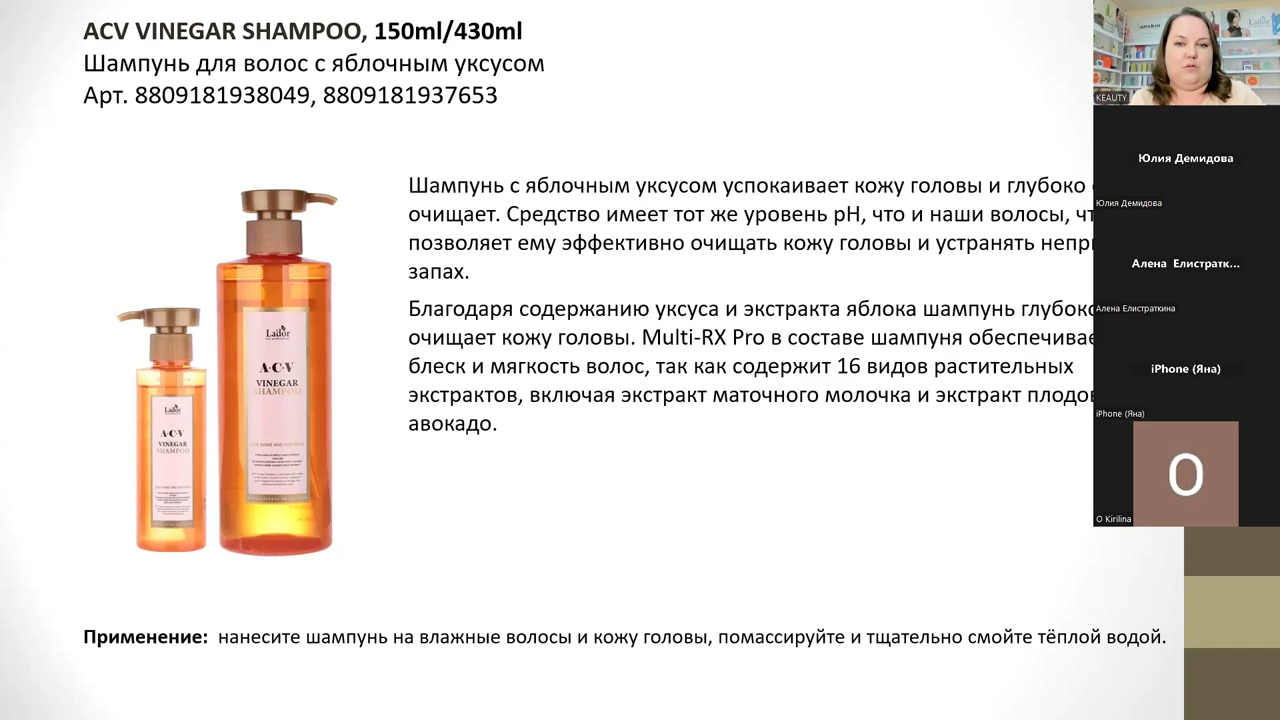 ACV VINEGAR SHAMPOO, 150ml/430ml
Шампунь для волос с яблочным уксусом
Арт. 8809181938049, 8809181937653
Шампунь с яблочным уксусом успокаивает кожу головы и глубоко
очищает. Средство имеет тот же уровень pH, что и наши волосы,
позволяет ему эффективно очищать кожу головы и устранять
запах.
Благодаря содержанию уксуса и экстракта яблока шампунь
очищает кожу головы. Multi-RX Pro в составе шампуня
блеск и мягкость волос, так как содержит 16 видов растительных
экстрактов, включая экстракт маточного молочка и экстракт
авокадо.
Применение: нанесите шампунь на влажные волосы и кожу головы, помассируйте и тщательно смойте тёплой водой.
Lador
A·C·V
VINEGAR
SHAMPOO
Lador
A·C·V
VINEGAR
SHAMPOO
KEAUTY
Юлия Демидова
Юлия Демидова
Алена Елистратк...
Алена Елистраткина
iPhone (Яна)
iPhone (Яна)
O
O Kirilina